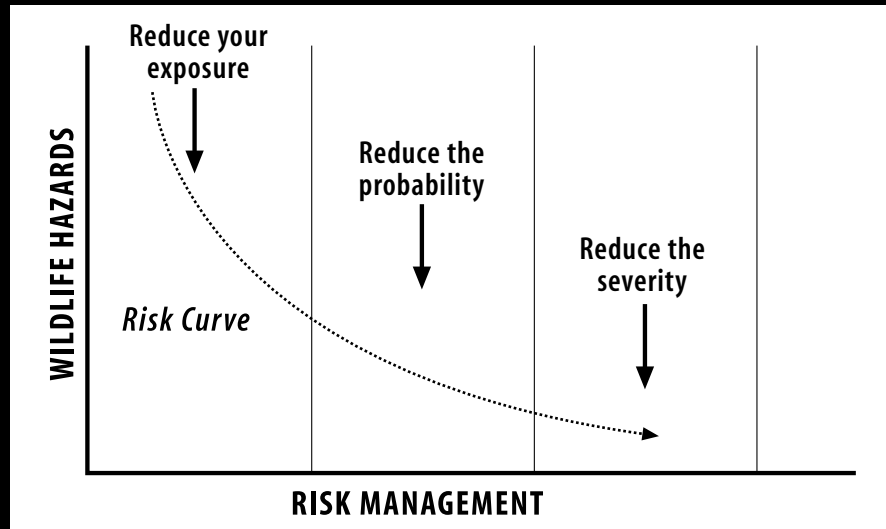 Reduce your
exposure
Reduce the
probability
Reduce the
severity
WILDLIFE HAZARDS
Risk Curve
RISK MANAGEMENT